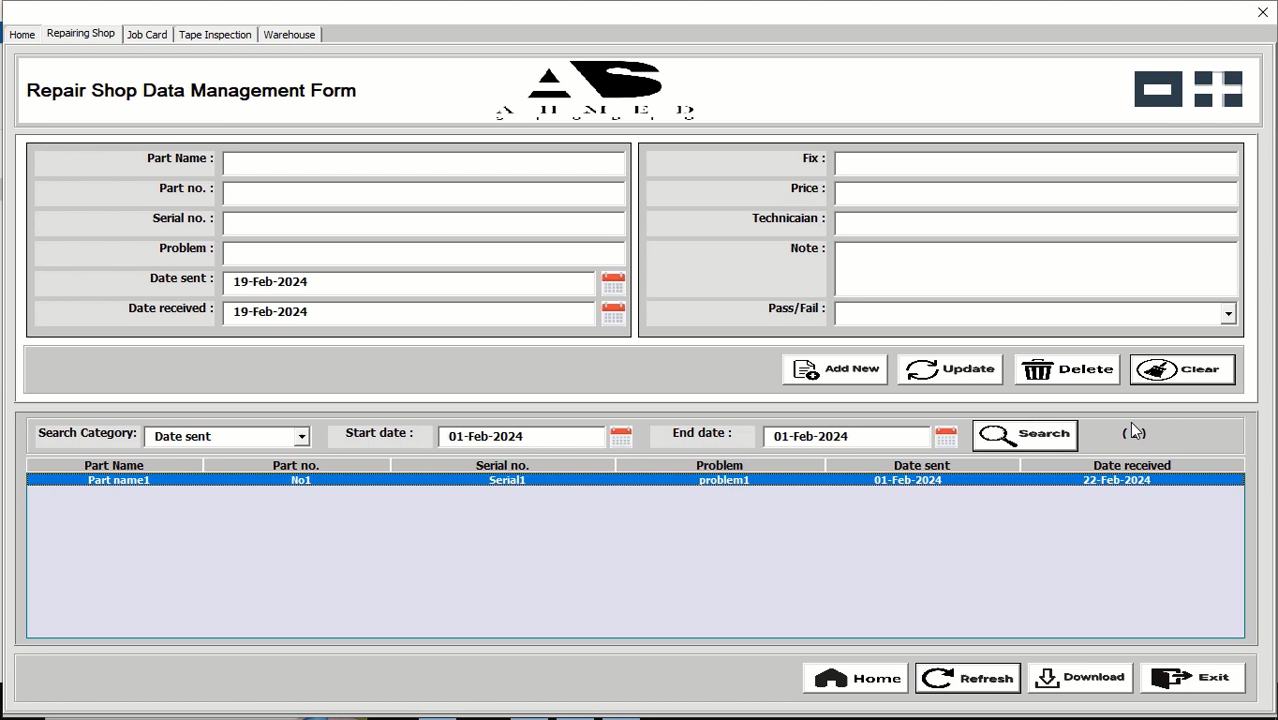 Home Repairing Shop Job Card Tape Inspection Warehouse
Repair Shop Data Management Form
AS
AHMED
Part Name :
Part no. :
Serial no. :
Problem :
Date sent : 19-Feb-2024
Date received : 19-Feb-2024
Fix :
Price :
Technicaian :
Note :
Pass/Fail :
Add New Update Delete Clear
Search Category: Date sent Start date : 01-Feb-2024 End date : 01-Feb-2024 Search ( )
Part Name Part no. Serial no. Problem Date sent Date received
Part name1 No1 Serial1 problem1 01-Feb-2024 22-Feb-2024
Home Refresh Download Exit